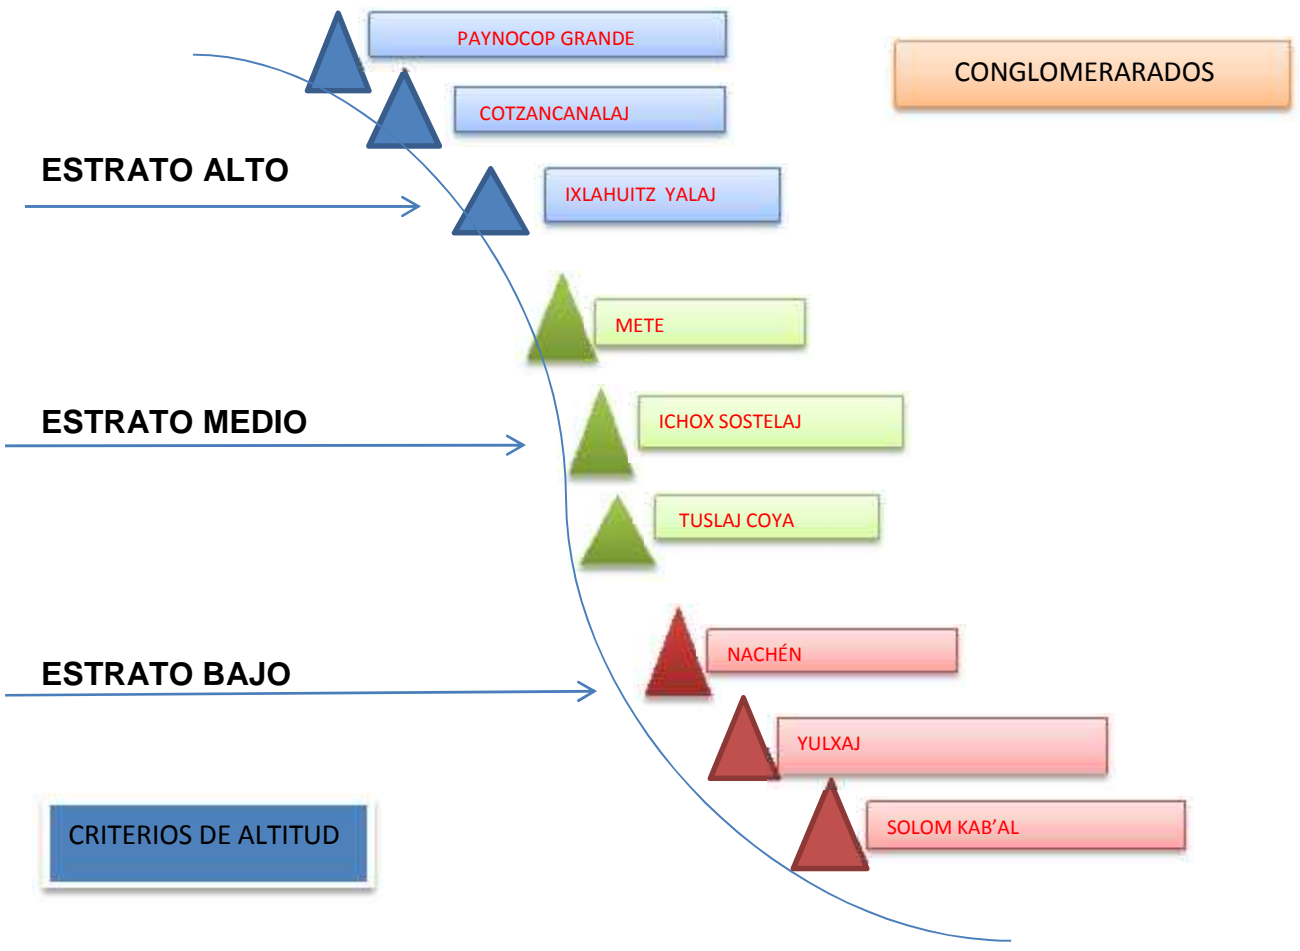 PAYNOCOP GRANDE
CONGLOMERARADOS
COTZANCANALAJ
ESTRATO ALTO
IXLAHUITZ YALAJ
METE
ESTRATO MEDIO
ICHOX SOSTELAJ
TUSLAJ COYA
NACHÉN
ESTRATO BAJO
YULXAJ
CRITERIOS DE ALTITUD
SOLOM KAB’AL